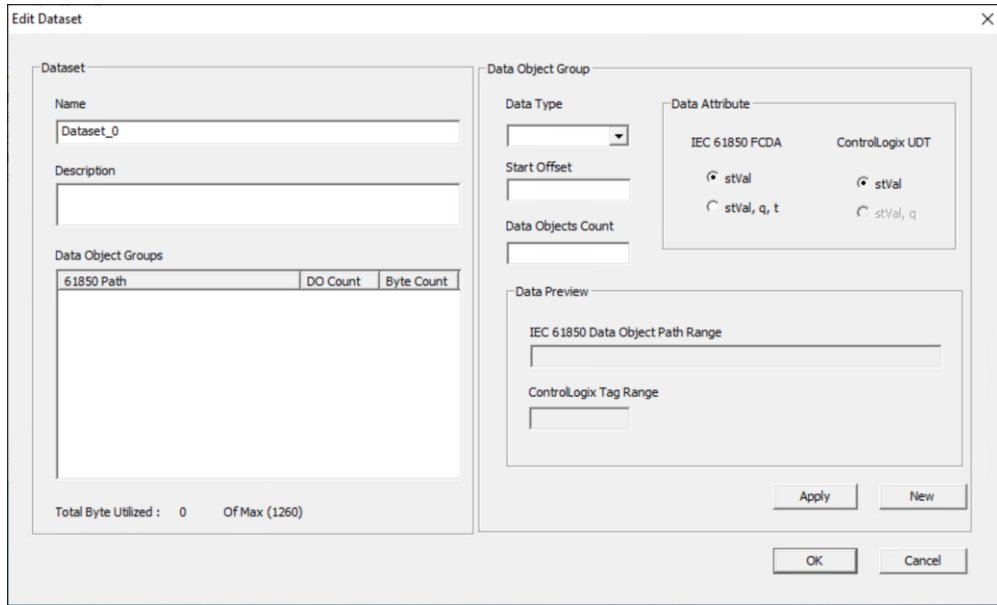 Edit Dataset
Dataset
Name
Dataset_0
Description
Data Object Groups
61850 Path DO Count Byte Count
Total Byte Utilized : 0 Of Max (1260)
Data Object Group
Data Type
Start Offset
Data Objects Count
Data Attribute
IEC 61850 FCDA ControlLogix UDT
stVal stVal
stVal, q, t stVal, q
Data Preview
IEC 61850 Data Object Path Range
ControlLogix Tag Range
Apply New
OK Cancel